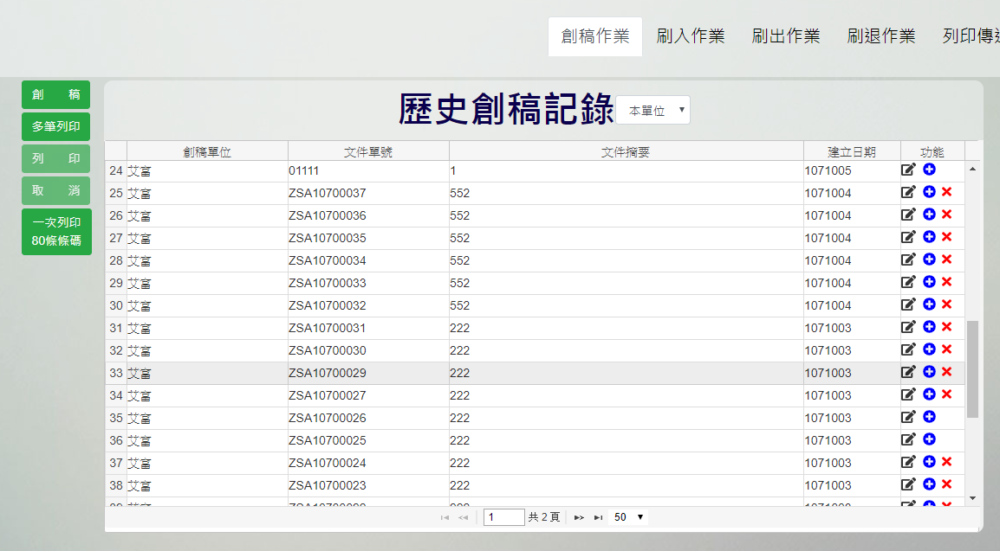 創稿作業 刷入作業 刷出作業 刷退作業 列印傳
創 稿
多筆列印
列 印
取 消
一次列印
80條條碼
歷史創稿記錄 本單位
創稿單位 文件單號 文件摘要 建立日期 功能
24 艾富 01111 1 1071005
25 艾富 ZSA10700037 552 1071004
26 艾富 ZSA10700036 552 1071004
27 艾富 ZSA10700035 552 1071004
28 艾富 ZSA10700034 552 1071004
29 艾富 ZSA10700033 552 1071004
30 艾富 ZSA10700032 552 1071004
31 艾富 ZSA10700031 222 1071003
32 艾富 ZSA10700030 222 1071003
33 艾富 ZSA10700029 222 1071003
34 艾富 ZSA10700027 222 1071003
35 艾富 ZSA10700026 222 1071003
36 艾富 ZSA10700025 222 1071003
37 艾富 ZSA10700024 222 1071003
38 艾富 ZSA10700023 222 1071003
1 共 2 頁 50